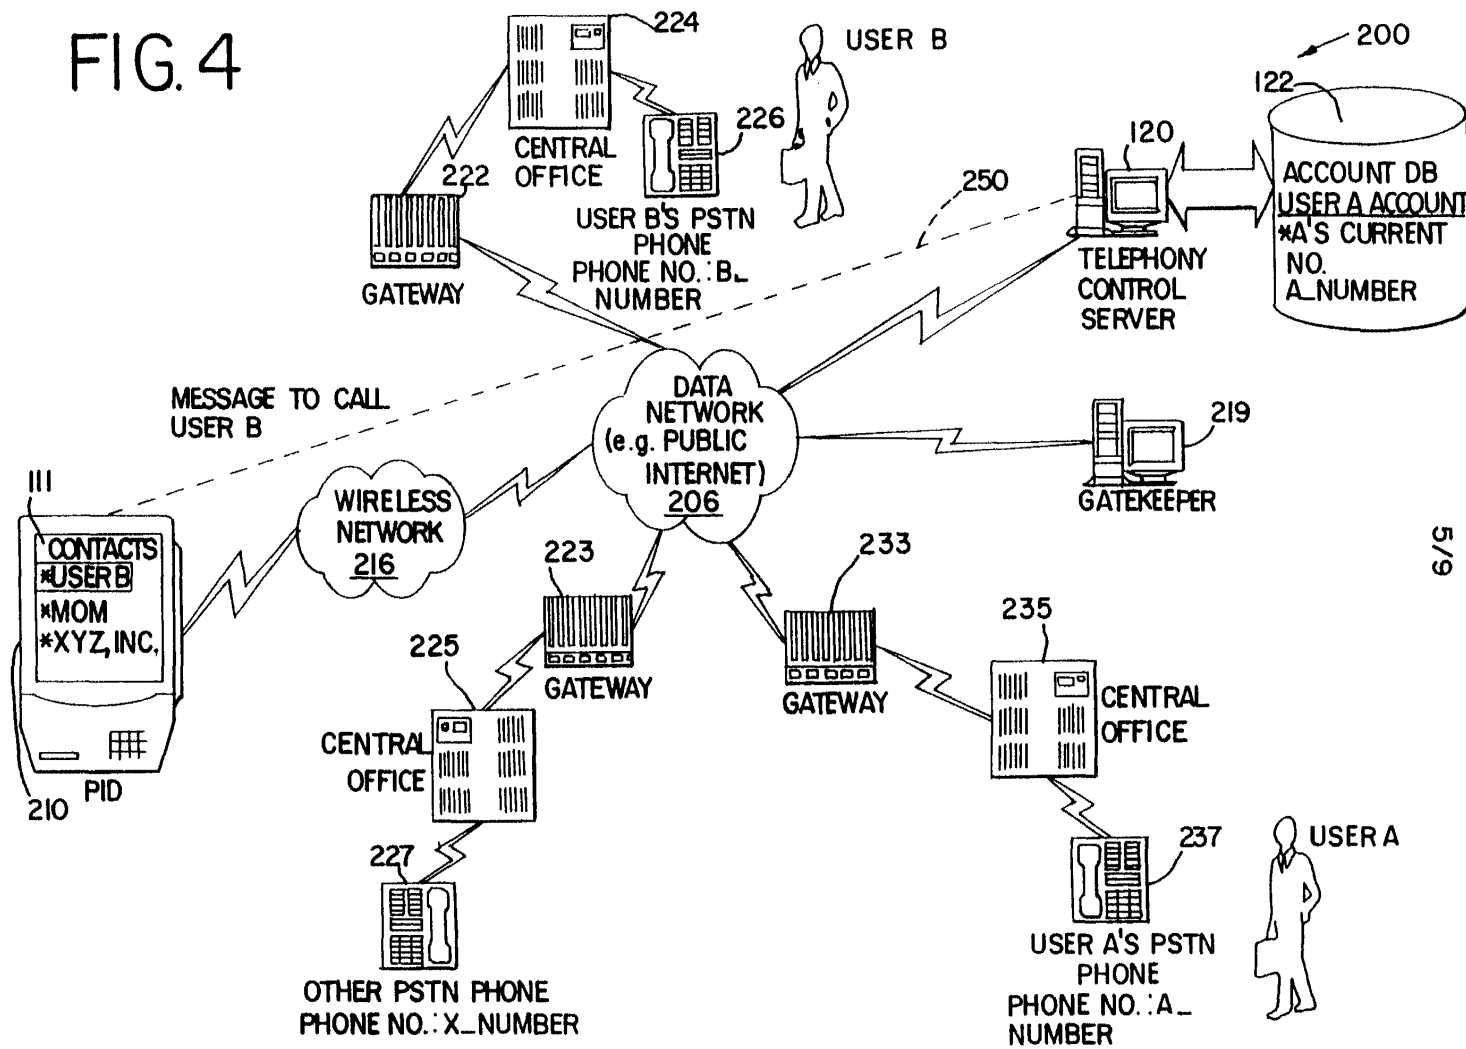 FIG. 4
224
USER B
200
122
CENTRAL
OFFICE
226
222
120
250
ACCOUNT DB
USER A ACCOUNT
*A'S CURRENT
NO.
A_NUMBER
USER B'S PSTN
PHONE
PHONE NO.: B_
NUMBER
GATEWAY
TELEPHONY
CONTROL
SERVER
MESSAGE TO CALL
USER B
DATA
NETWORK
(e.g. PUBLIC
INTERNET)
206
219
GATEKEEPER
111
CONTACTS
*USER B
*MOM
*XYZ, INC.
WIRELESS
NETWORK
216
5/9
223
233
235
225
GATEWAY
GATEWAY
CENTRAL
OFFICE
CENTRAL
OFFICE
PID
210
227
237
USER A
OTHER PSTN PHONE
PHONE NO.: X_NUMBER
USER A'S PSTN
PHONE
PHONE NO.: A_
NUMBER